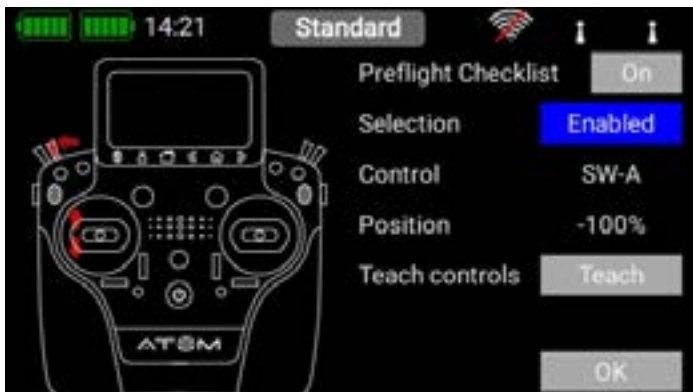 14:21 Standard
Preflight Checklist On
Selection Enabled
Control SW-A
Position -100%
Teach controls Teach
ATOM
OK